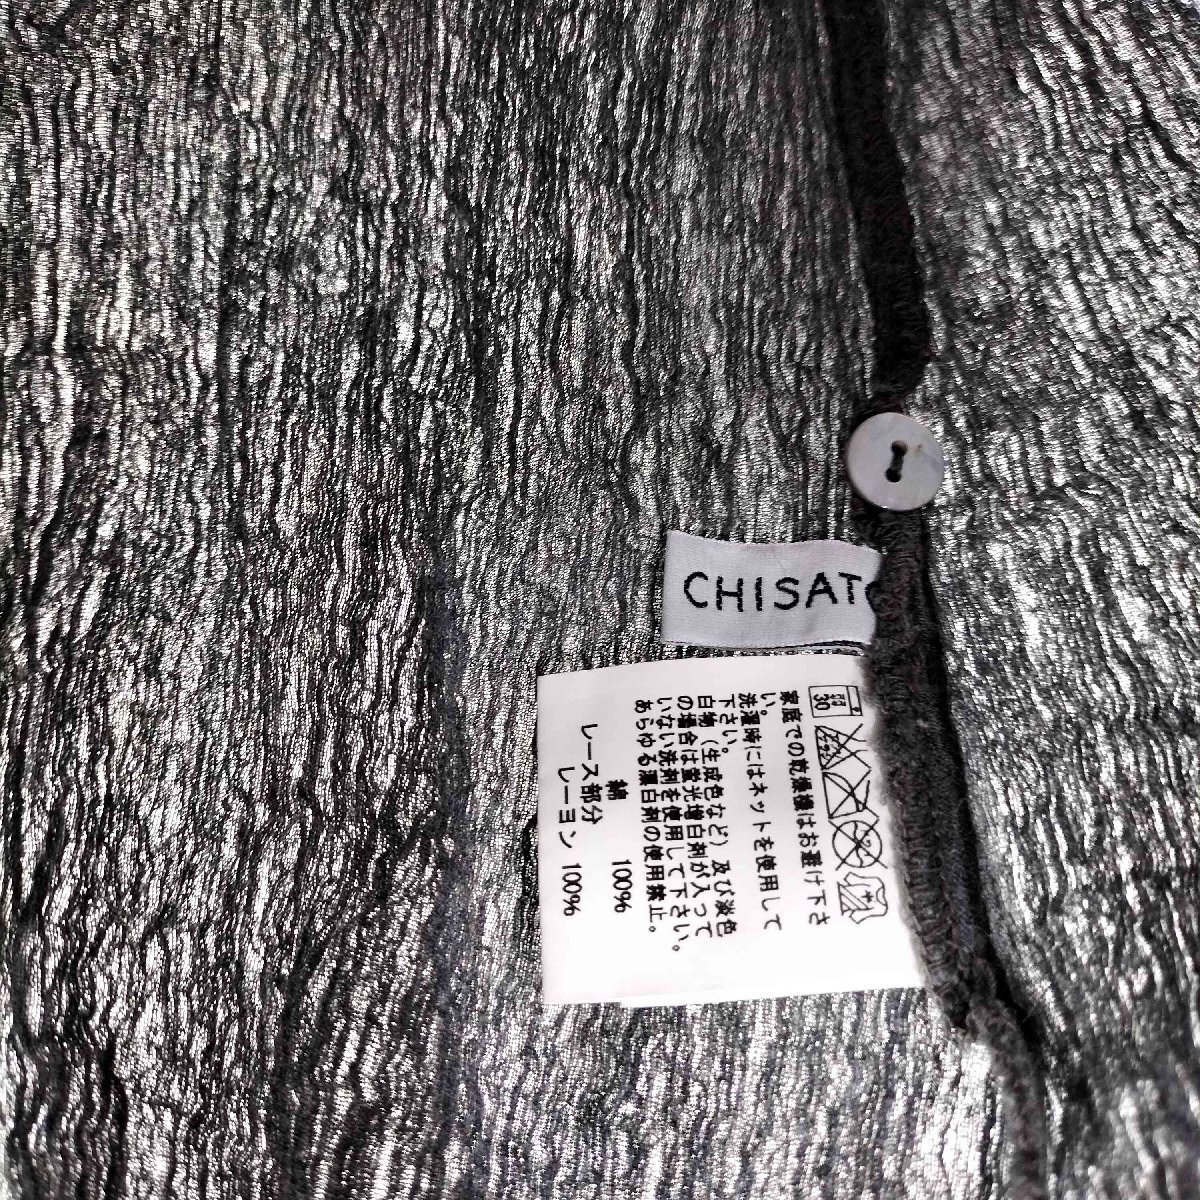 CHISAT
30
家庭での乾燥機はお避け下さ
い。
洗濯時にはネットを使用して
下さい。
白物（生成色など）及び淡色
の場合は蛍光増白剤が入って
いない洗剤を使用して下さい。
あらゆる漂白剤の使用禁止。
綿 100%
レース部分
レーヨン 100%